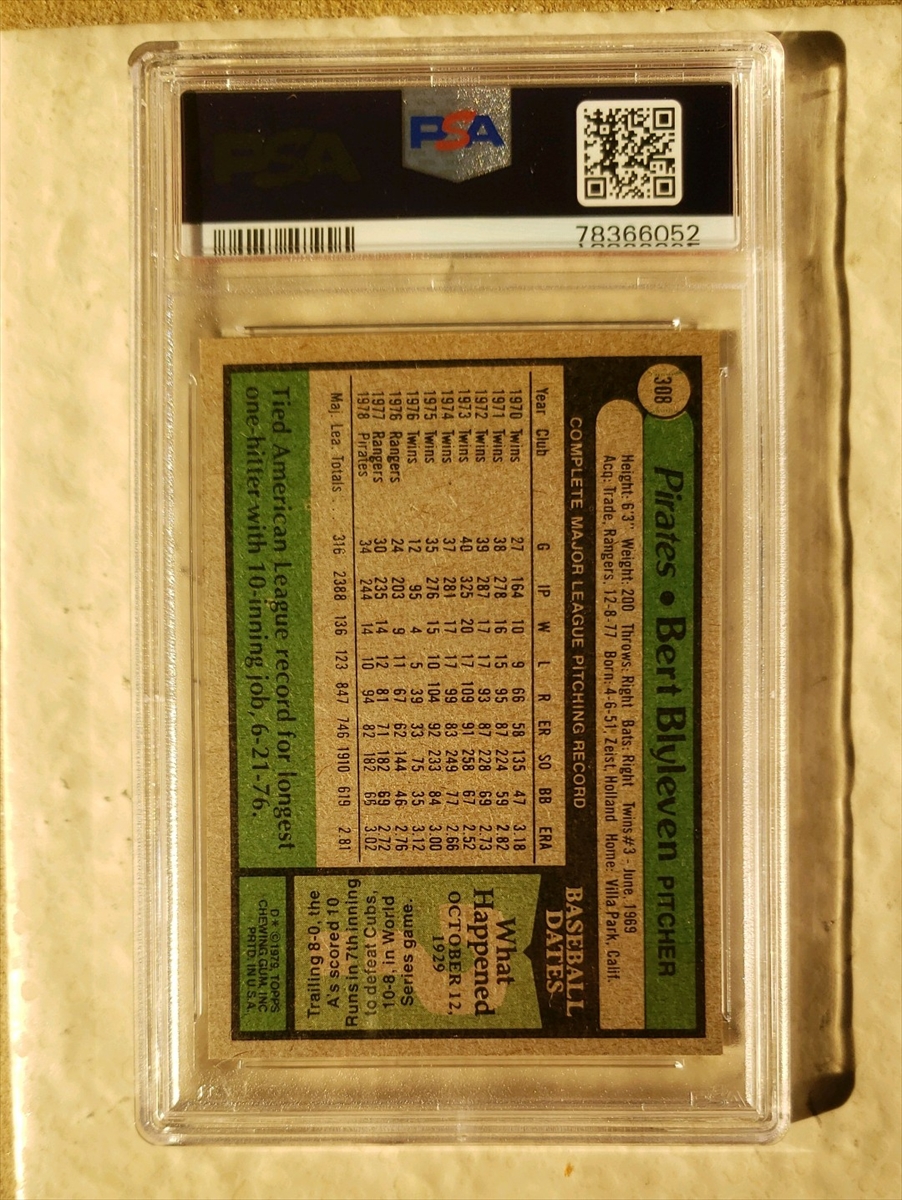 PSA
PSA
78366052
308
Pirates • Bert Blyleven PITCHER
Height: 6'3" Weight: 200 Throws: Right Bats: Right Twins #3 - June, 1969
Acq: Trade, Rangers, 12-8-77 Born: 4-6-51, Zeist, Holland Home: Villa Park, Calif.
COMPLETE MAJOR LEAGUE PITCHING RECORD
Year Club G IP W L R ER SO BB ERA
1970 Twins 27 164 10 9 66 58 135 47 3.18
1971 Twins 38 278 16 15 95 87 224 59 2.82
1972 Twins 39 287 17 17 93 87 228 69 2.73
1973 Twins 40 325 20 17 109 91 258 67 2.52
1974 Twins 37 281 17 17 99 83 249 77 2.66
1975 Twins 35 276 15 10 104 92 233 84 3.00
1976 Twins 12 95 4 5 39 33 75 35 3.12
1976 Rangers 24 203 9 11 67 62 144 46 2.76
1977 Rangers 30 235 14 12 81 71 182 69 2.72
1978 Pirates 34 244 14 10 94 82 182 66 3.02
Maj. Lea. Totals . . . 316 2388 136 123 847 746 1910 619 2.81
Tied American League record for longest
one-hitter with 10-inning job, 6-21-76.
BASEBALL
DATES
What
Happened
OCTOBER 12,
1929
Trailing 8-0, the
A's scored 10
Runs in 7th inning
to defeat Cubs,
10-8, in World
Series game.
D* ©1979, TOPPS
CHEWING GUM, INC
PRTD. IN U.S.A.